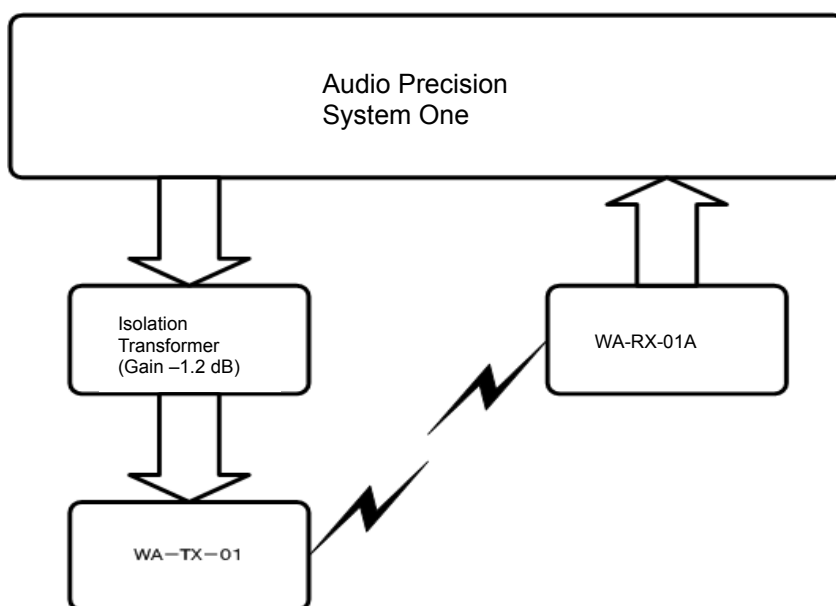 Audio Precision
System One
Isolation
Transformer
(Gain –1.2 dB)
WA-RX-01A
WA–TX–01